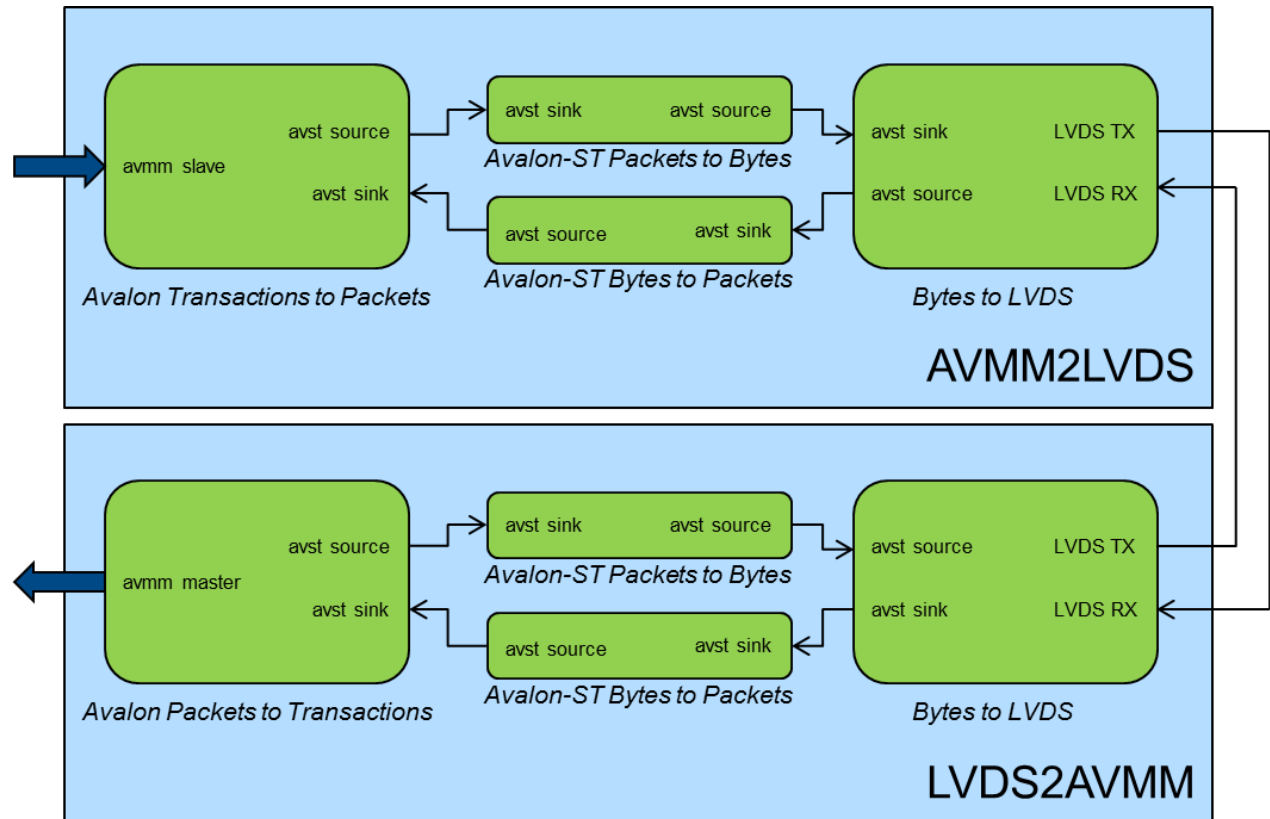 avmm slave
avst source
avst sink
Avalon Transactions to Packets
avst sink avst source
Avalon-ST Packets to Bytes
avst source avst sink
Avalon-ST Bytes to Packets
avst sink LVDS TX
avst source LVDS RX
Bytes to LVDS
AVMM2LVDS
avmm master
avst source
avst sink
Avalon Packets to Transactions
avst sink avst source
Avalon-ST Packets to Bytes
avst source avst sink
Avalon-ST Bytes to Packets
avst source LVDS TX
avst sink LVDS RX
Bytes to LVDS
LVDS2AVMM